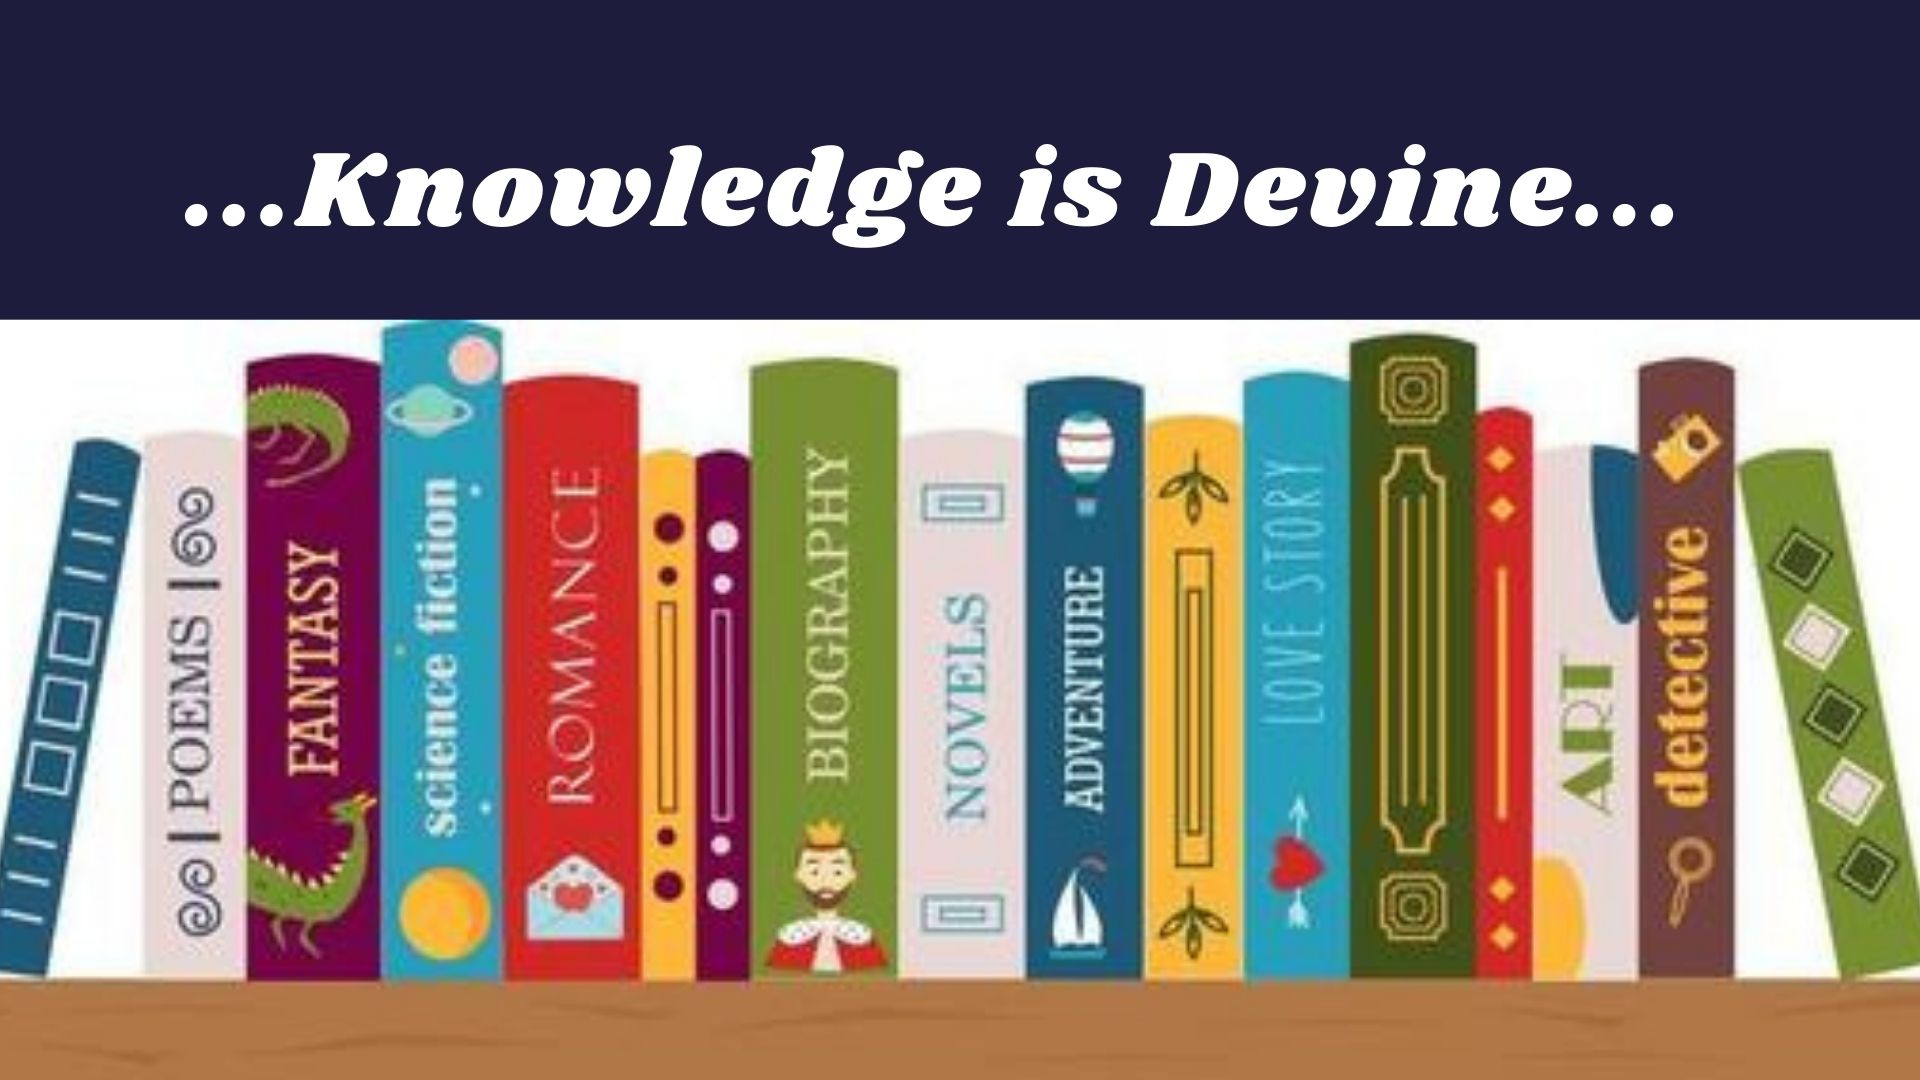 ...Knowledge is Devine...
POEMS
FANTASY
science fiction
ROMANCE
BIOGRAPHY
NOVELS
ADVENTURE
LOVE STORY
ART
detective